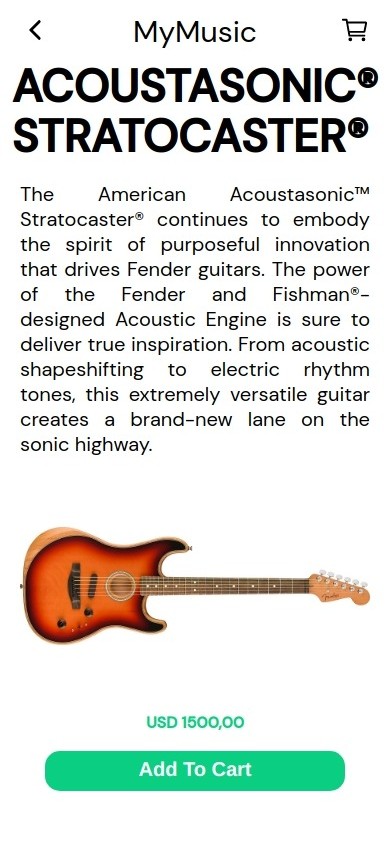 MyMusic
ACOUSTASONIC®
STRATOCASTER®
The American Acoustasonic™
Stratocaster® continues to embody
the spirit of purposeful innovation
that drives Fender guitars. The power
of the Fender and Fishman®-
designed Acoustic Engine is sure to
deliver true inspiration. From acoustic
shapeshifting to electric rhythm
tones, this extremely versatile guitar
creates a brand-new lane on the
sonic highway.
Fender
USD 1500,00
Add To Cart